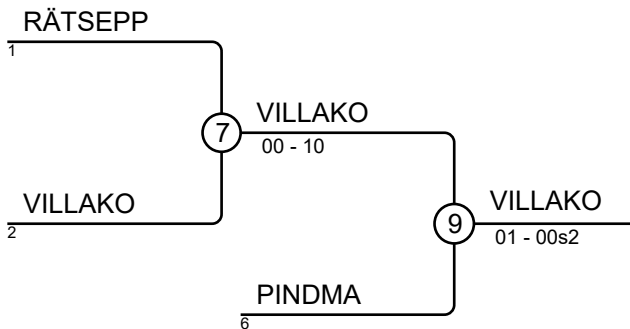 RÄTSEPP
1
7
VILLAKO
00 - 10
VILLAKO
2
9
VILLAKO
01 - 00s2
PINDMA
6